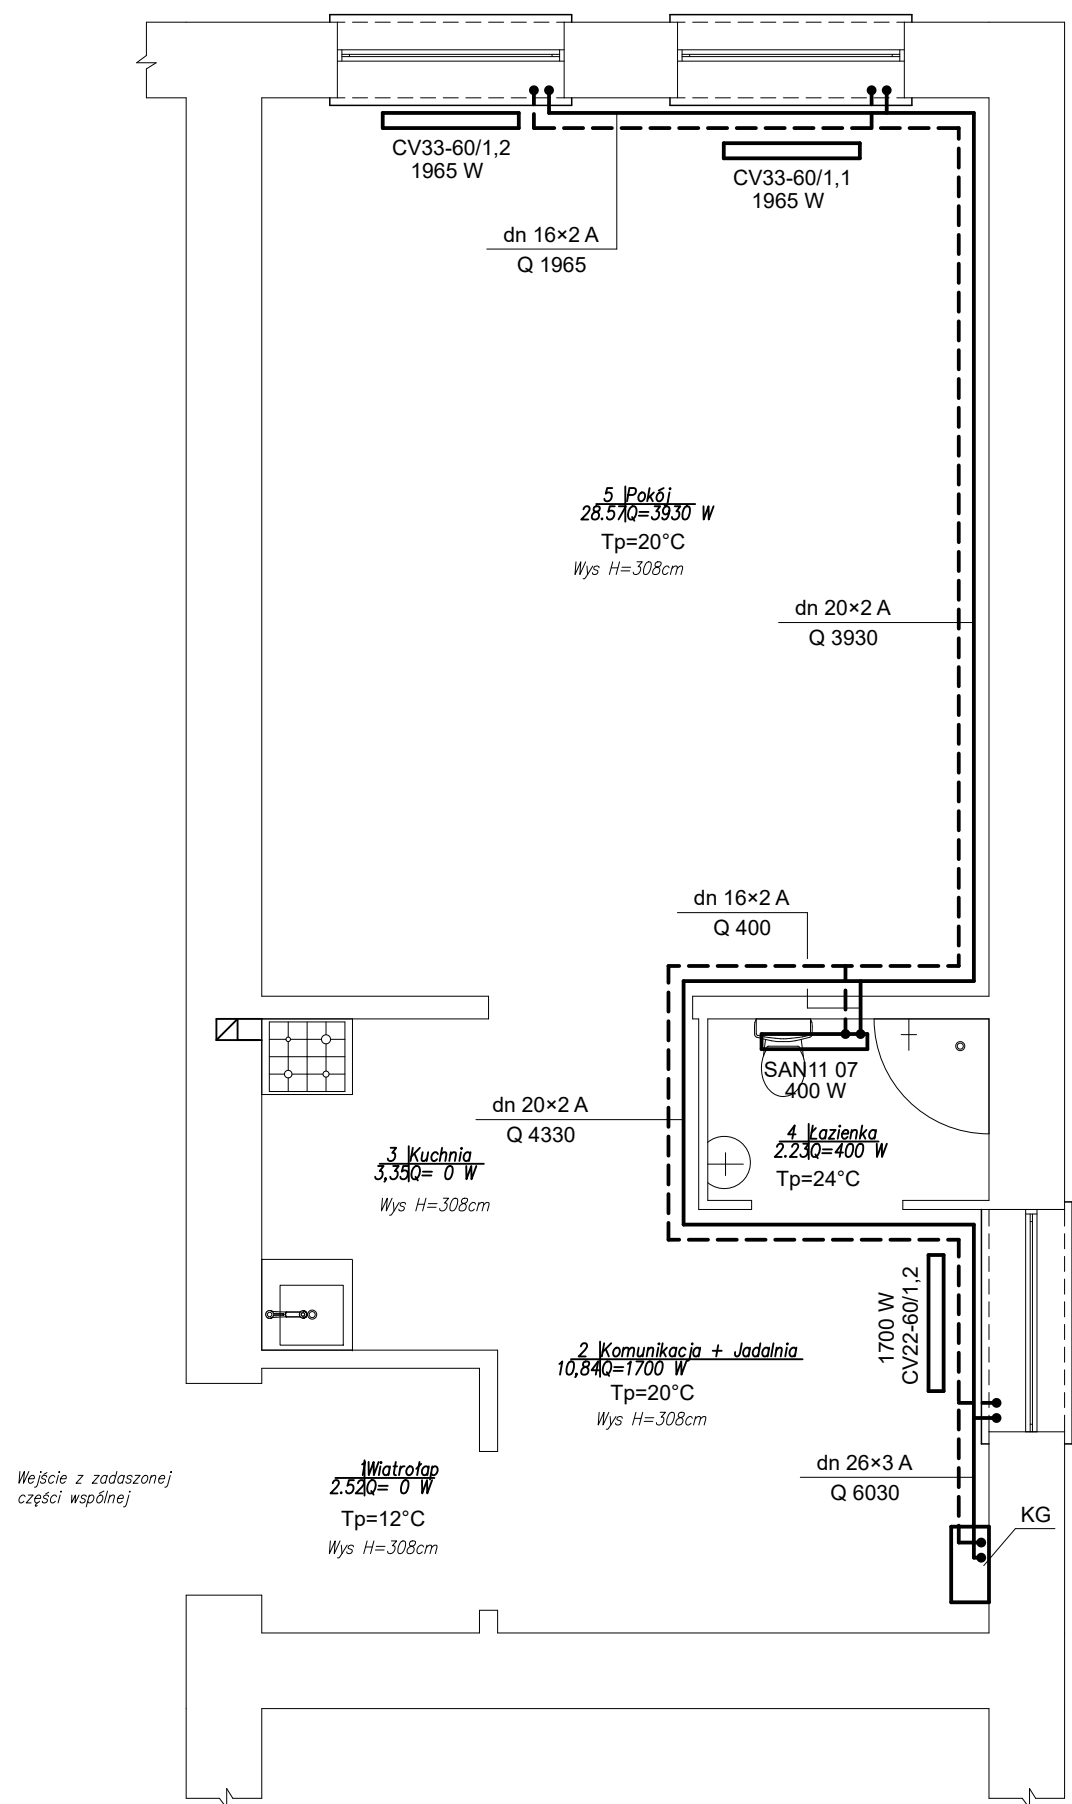 CV33-60/1,2
1965 W
CV33-60/1,1
1965 W
dn 16×2 A
Q 1965
5 Pokój
28.57 Q=3930 W
Tp=20°C
Wys H=308cm
dn 20×2 A
Q 3930
dn 16×2 A
Q 400
SAN11 07
400 W
dn 20×2 A
Q 4330
4 Łazienka
2.23 Q=400 W
Tp=24°C
3 Kuchnia
3,35 Q= 0 W
Wys H=308cm
1700 W
CV22-60/1,2
2 Komunikacja + Jadalnia
10,84 Q=1700 W
Tp=20°C
Wys H=308cm
Wejście z zadaszonej
części wspólnej
1 Wiatrołap
2.52 Q= 0 W
Tp=12°C
Wys H=308cm
dn 26×3 A
Q 6030
KG